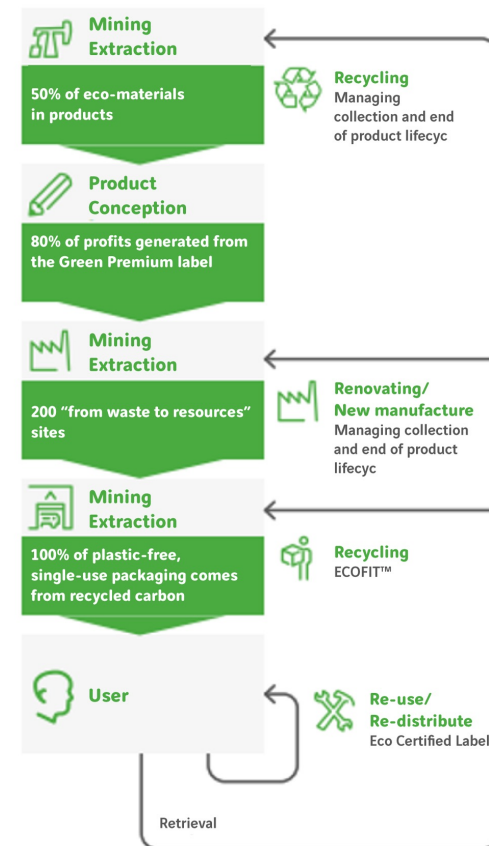 Mining
Extraction
50% of eco-materials
in products
Recycling
Managing
collection and end
of product lifecyc
Product
Conception
80% of profits generated from
the Green Premium label
Mining
Extraction
200 "from waste to resources"
sites
Renovating/
New manufacture
Managing collection
and end of product
lifecyc
Mining
Extraction
100% of plastic-free,
single-use packaging comes
from recycled carbon
Recycling
ECOFIT™
User
Re-use/
Re-distribute
Eco Certified Label
Retrieval